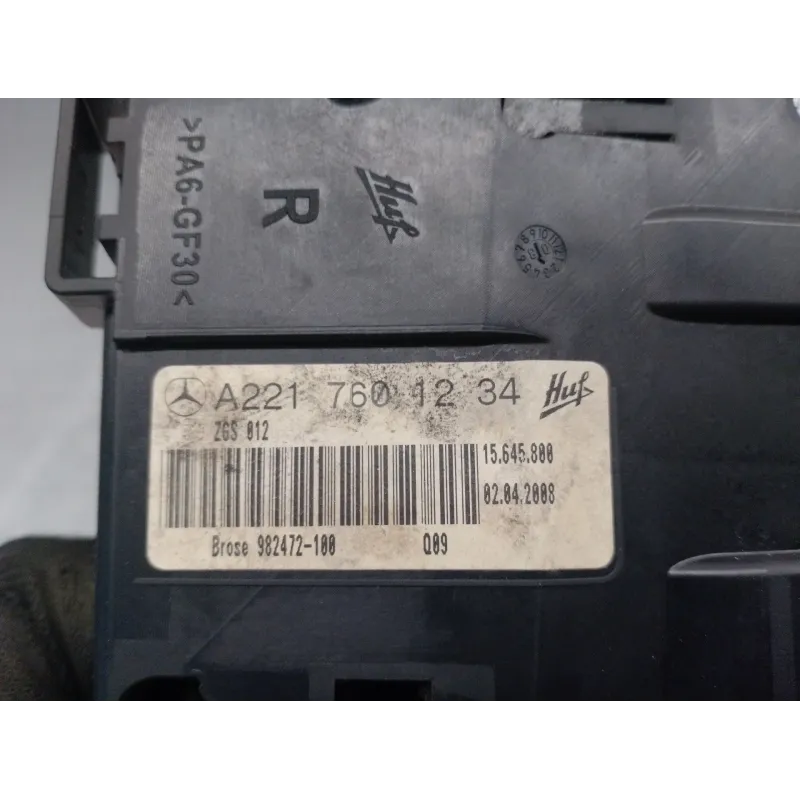 >PA6-GF30<
Huf
R
A221 760 12 34 Huf
ZGS 012
15.645.800
02.04.2008
Brose 982472-100 Q09